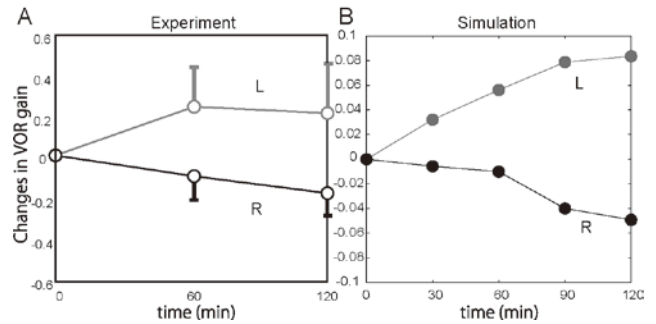 A
Experiment
Changes in VOR gain
0.6
0.4
0.2
0
-0.2
-0.4
-0.6
L
R
0
60
120
time (min)
B
Simulation
0.1
0.08
0.06
0.04
0.02
0
-0.02
-0.04
-0.06
-0.08
-0.1
L
R
0
30
60
90
120
time (min)